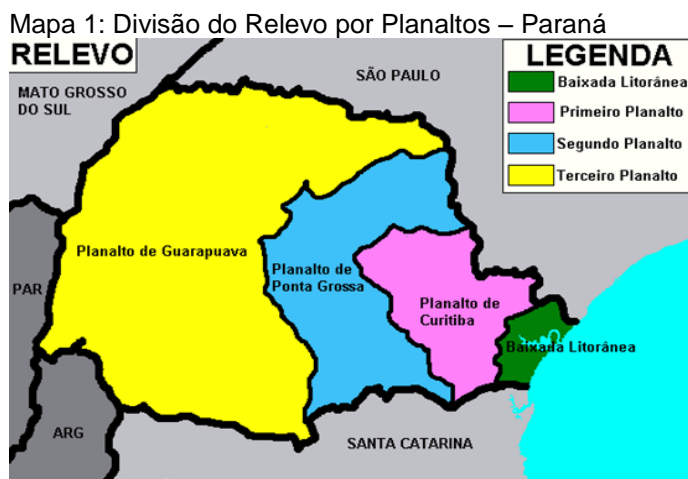 Mapa 1: Divisão do Relevo por Planaltos – Paraná
RELEVO
LEGENDA
Baixada Litorânea
Primeiro Planalto
Segundo Planalto
Terceiro Planalto
MATO GROSSO
DO SUL
SÃO PAULO
Planalto de Guarapuava
Planalto de
Ponta Grossa
Planalto de
Curitiba
Baixada Litorânea
PAR
ARG
SANTA CATARINA